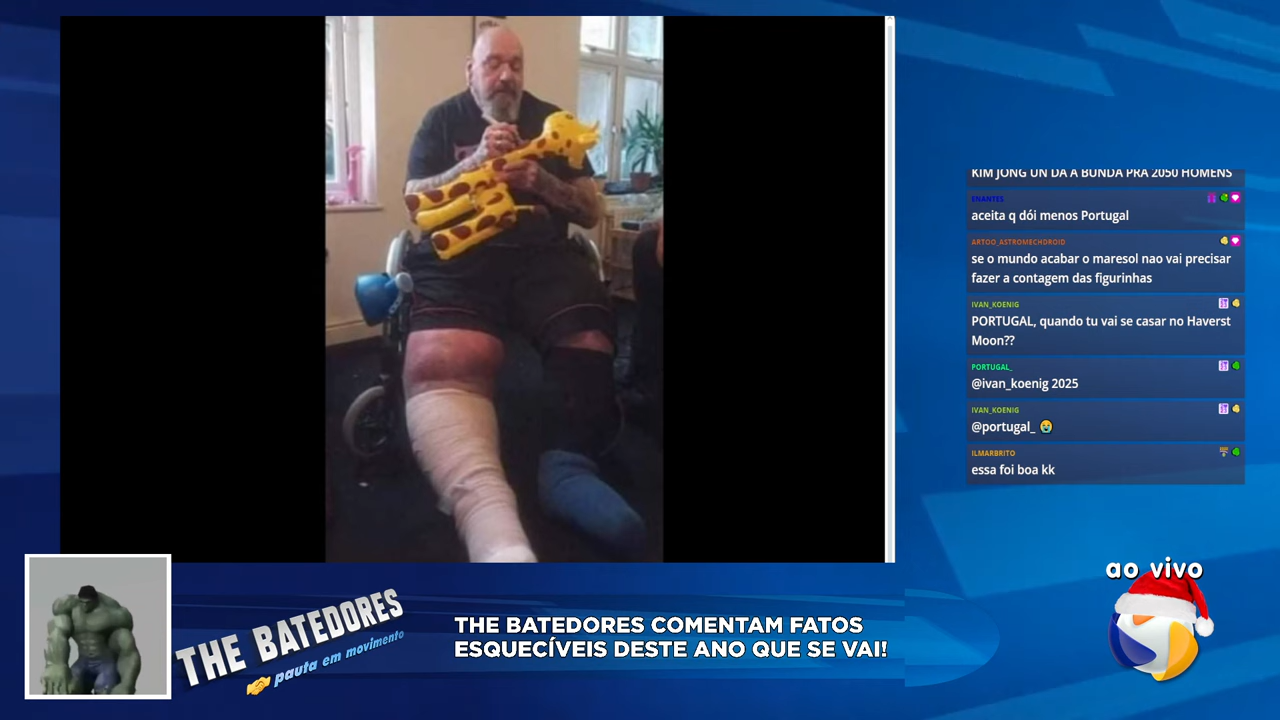 KIM JONG UN DA A BUNDA PRA 2050 HOMENS
ENANTES
aceita q dói menos Portugal
ARTOO_ASTROMECHDROID
se o mundo acabar o maresol nao vai precisar
fazer a contagem das figurinhas
IVAN_KOENIG
PORTUGAL, quando tu vai se casar no Haverst
Moon??
PORTUGAL_
@ivan_koenig 2025
IVAN_KOENIG
@portugal_ 😭
ILMARBRITO
essa foi boa kk
ao vivo
THE BATEDORES
pauta em movimento
THE BATEDORES COMENTAM FATOS
ESQUECÍVEIS DESTE ANO QUE SE VAI!